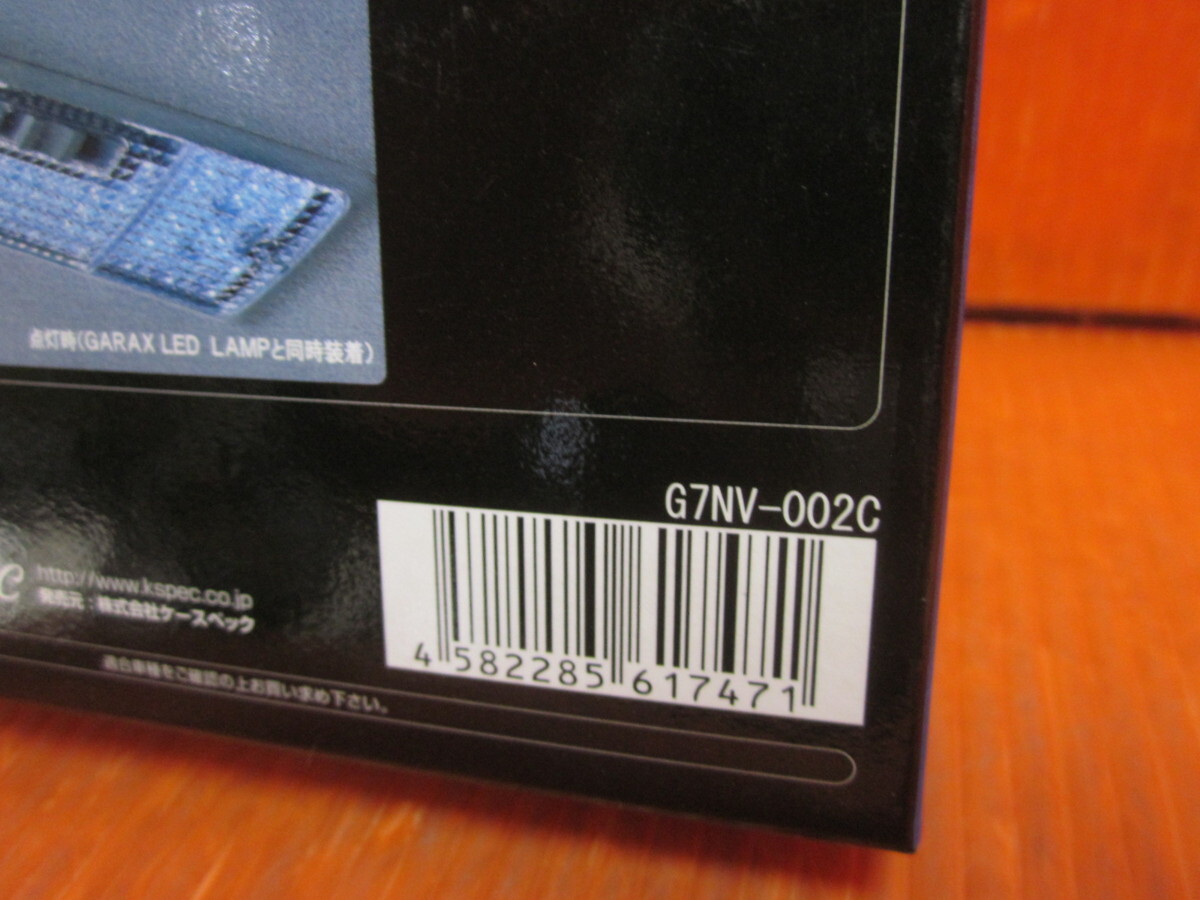 点灯時(GARAX LED LAMPと同時装着)
G7NV-002C
http://www.kspec.co.jp
発売元:株式会社ケースペック
4 582285 617471
適合車種をご確認の上お買い求め下さい。